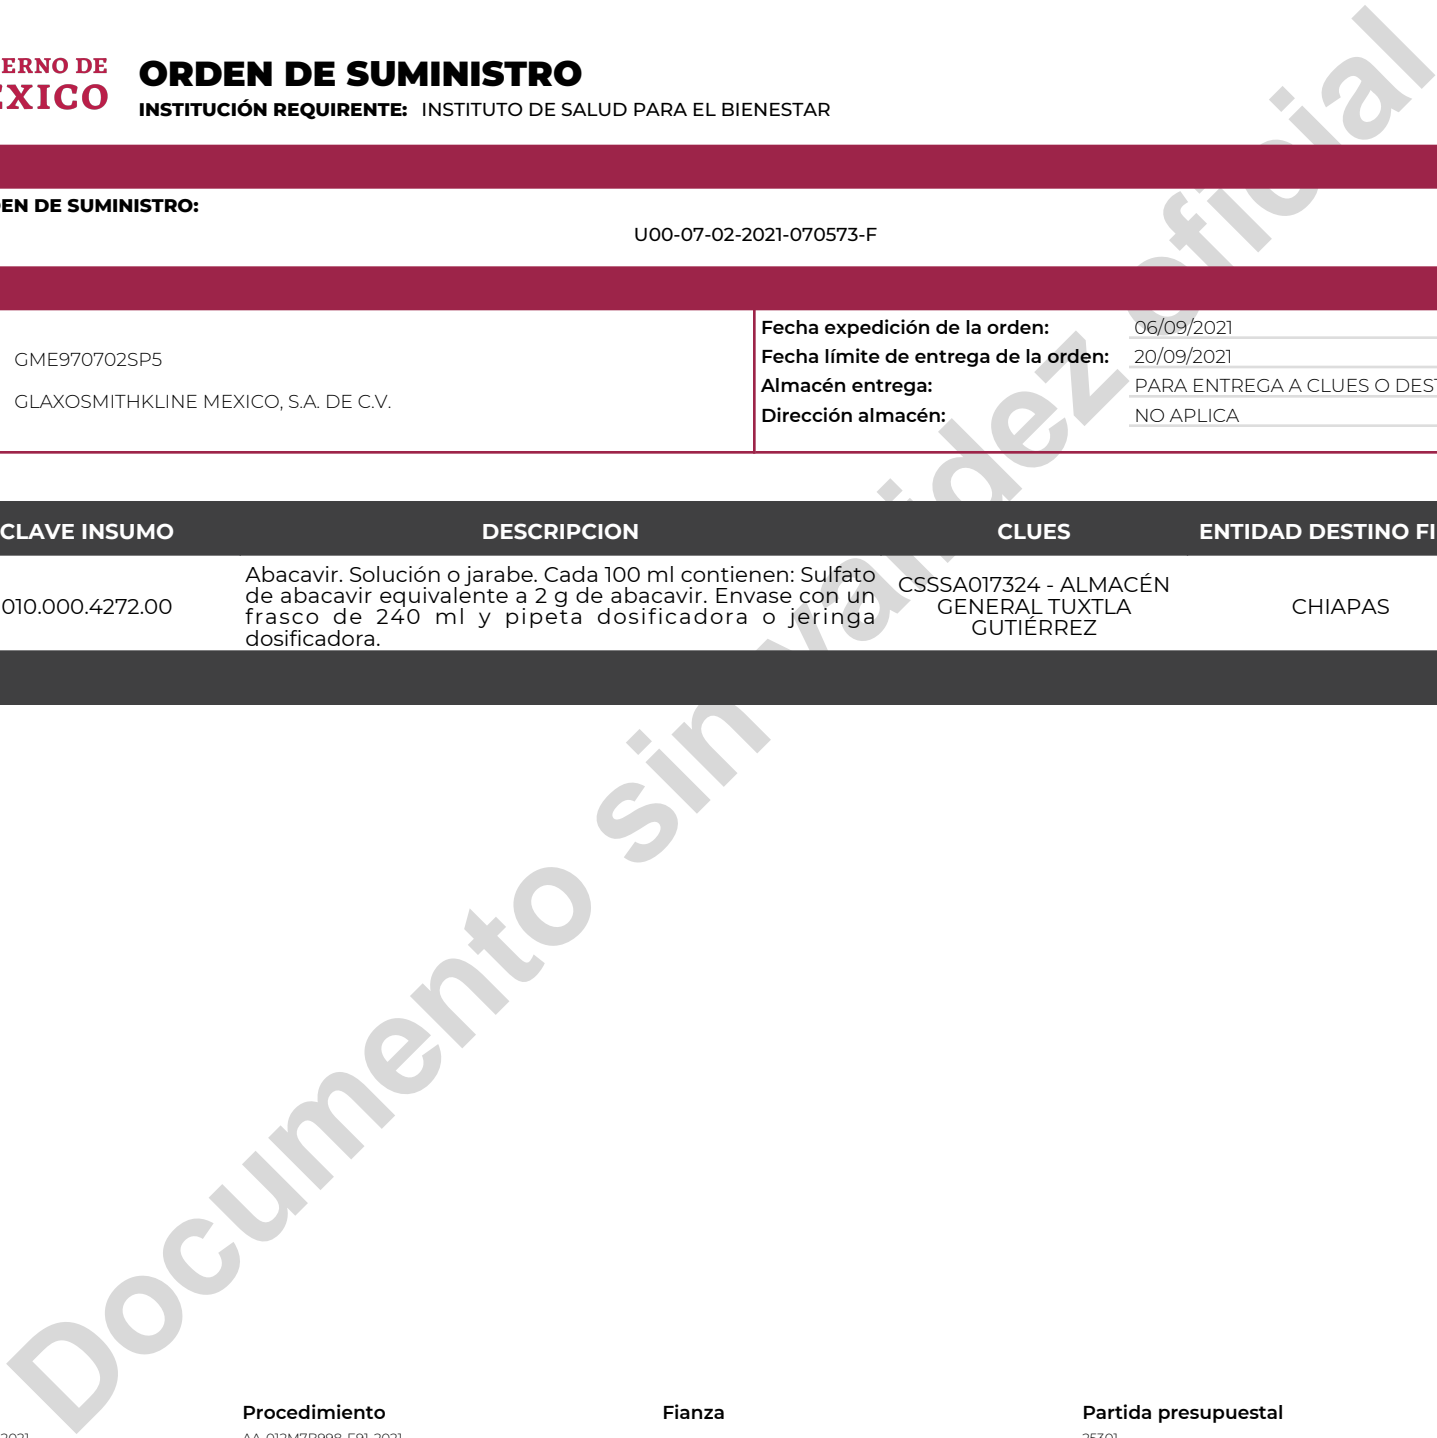 ERNO DE
ORDEN DE SUMINISTRO
EXICO
INSTITUCIÓN REQUIRENTE: INSTITUTO DE SALUD PARA EL BIENESTAR
EN DE SUMINISTRO:
U00-07-02-2021-070573-F
Fecha expedición de la orden: 06/09/2021
GME970702SP5
Fecha límite de entrega de la orden: 20/09/2021
Almacén entrega: PARA ENTREGA A CLUES O DEST
GLAXOSMITHKLINE MEXICO, S.A. DE C.V.
Dirección almacén: NO APLICA
CLAVE INSUMO DESCRIPCION CLUES ENTIDAD DESTINO FI
Abacavir. Solución o jarabe. Cada 100 ml contienen: Sulfato
de abacavir equivalente a 2 g de abacavir. Envase con un
frasco de 240 ml y pipeta dosificadora o jeringa
dosificadora.
010.000.4272.00
CSSSA017324 - ALMACÉN
GENERAL TUXTLA
GUTIÉRREZ
CHIAPAS
Documento sin validez oficial
Procedimiento Fianza Partida presupuestal